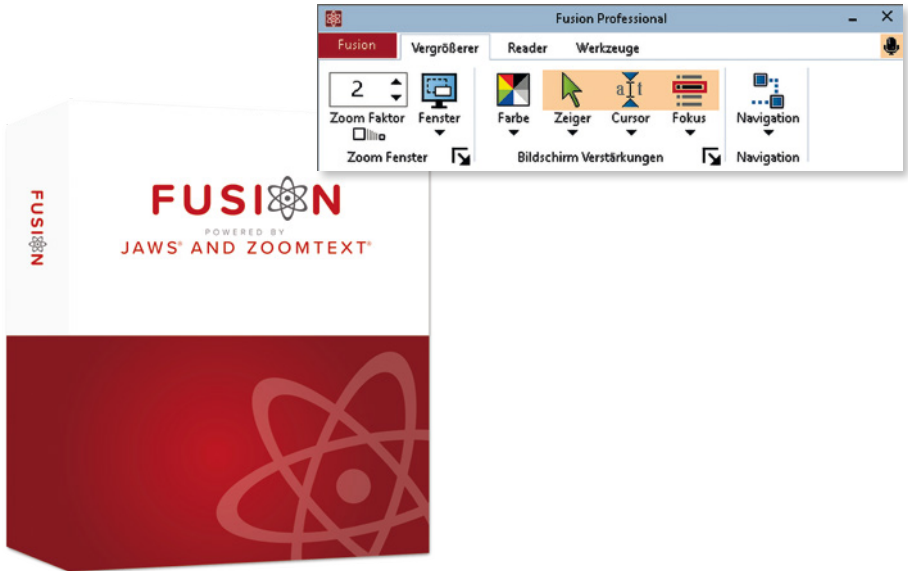 Fusion Professional
Fusion Vergrößerer Reader Werkzeuge
2
Zoom Faktor Fenster Farbe Zeiger aIt Cursor Fokus Navigation
Zoom Fenster Bildschirm Verstärkungen Navigation
FUSION
FUSION
POWERED BY
JAWS® AND ZOOMTEXT®